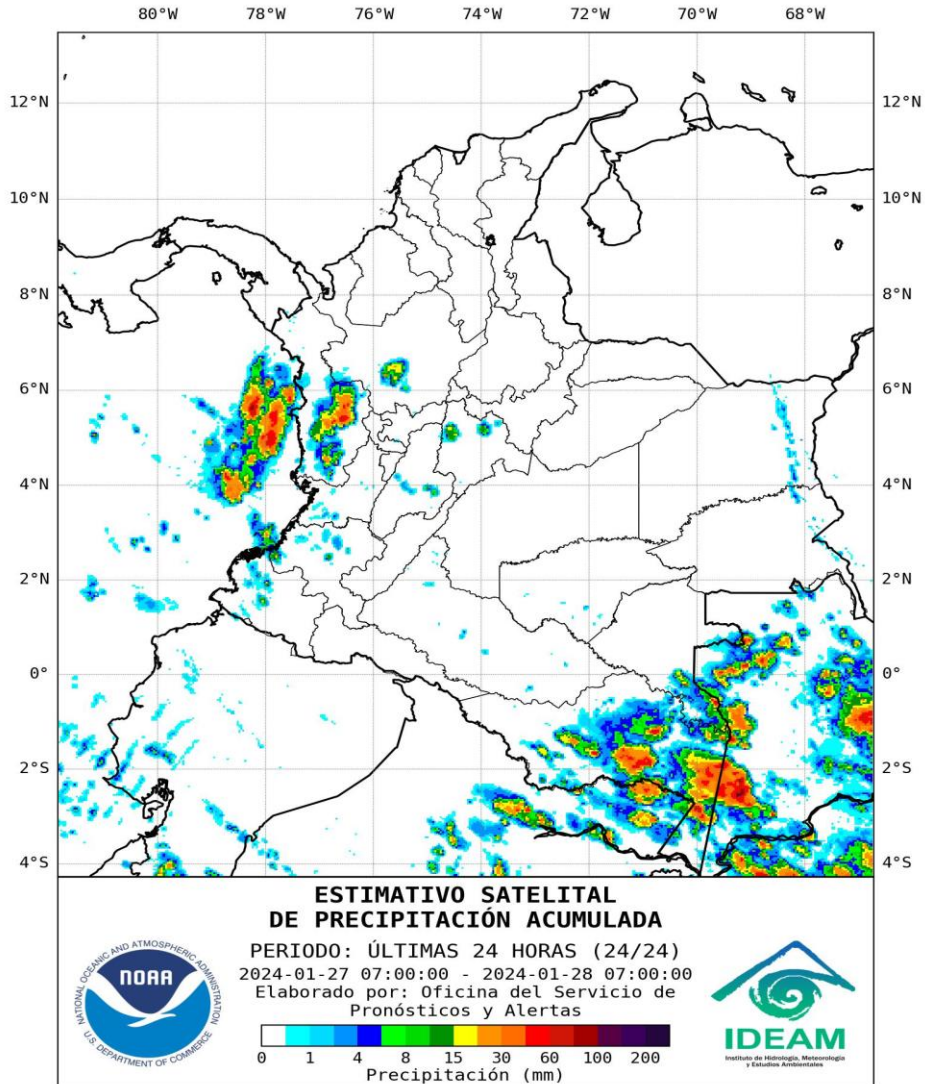 80°W 78°W 76°W 74°W 72°W 70°W 68°W
12°N 12°N
10°N 10°N
8°N 8°N
6°N 6°N
4°N 4°N
2°N 2°N
0° 0°
2°S 2°S
4°S 4°S
ESTIMATIVO SATELITAL
DE PRECIPITACIÓN ACUMULADA
PERIODO: ÚLTIMAS 24 HORAS (24/24)
2024-01-27 07:00:00 - 2024-01-28 07:00:00
Elaborado por: Oficina del Servicio de
Pronósticos y Alertas
0 1 4 8 15 30 60 100 200
Precipitación (mm)
NATIONAL OCEANIC AND ATMOSPHERIC ADMINISTRATION
NOAA
U.S. DEPARTMENT OF COMMERCE
IDEAM
Instituto de Hidrología, Meteorología
y Estudios Ambientales